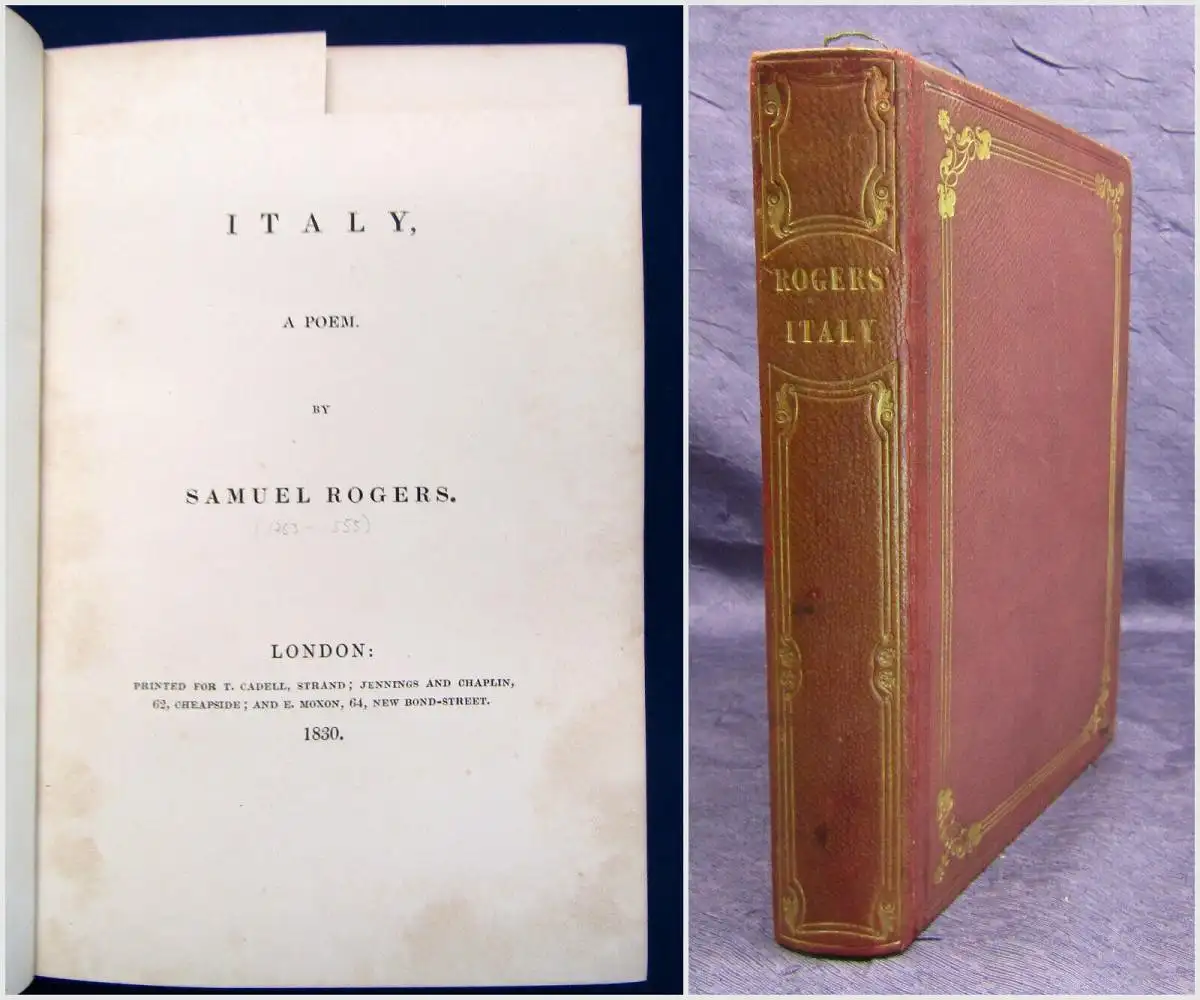 ITALY,
A POEM.
BY
SAMUEL ROGERS.
LONDON:
PRINTED FOR T. CADELL, STRAND; JENNINGS AND CHAPLIN,
62, CHEAPSIDE; AND E. MOXON, 64, NEW BOND-STREET.
1830.
ROGERS'
ITALY